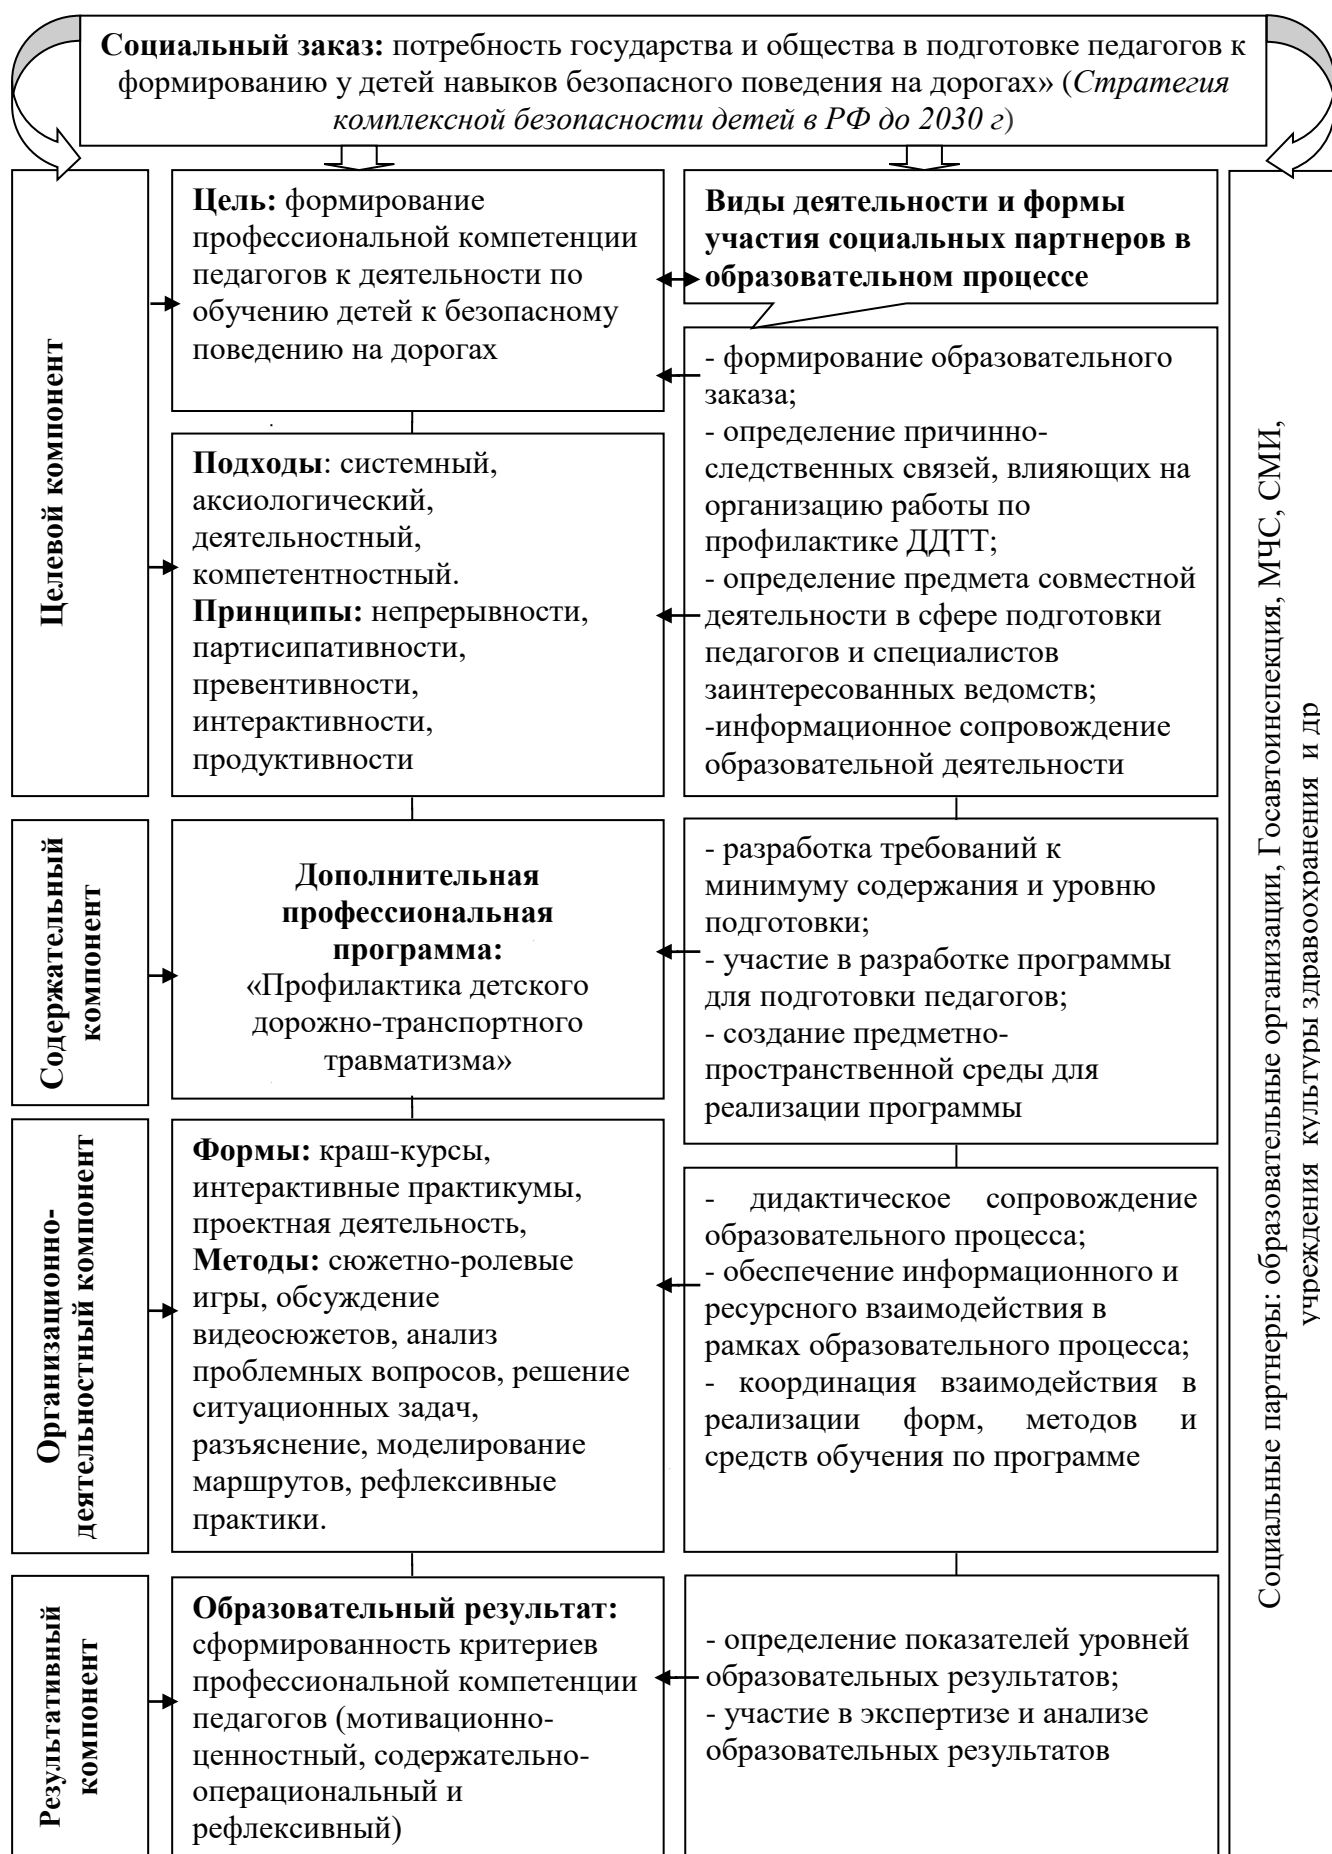 Социальный заказ: потребность государства и общества в подготовке педагогов к
формированию у детей навыков безопасного поведения на дорогах» (Стратегия
комплексной безопасности детей в РФ до 2030 г)
Целевой компонент
Цель: формирование
профессиональной компетенции
педагогов к деятельности по
обучению детей к безопасному
поведению на дорогах
Виды деятельности и формы
участия социальных партнеров в
образовательном процессе
Подходы: системный,
аксиологический,
деятельностный,
компетентностный.
Принципы: непрерывности,
партисипативности,
превентивности,
интерактивности,
продуктивности
- формирование образовательного
заказа;
- определение причинно-
следственных связей, влияющих на
организацию работы по
профилактике ДДТТ;
- определение предмета совместной
деятельности в сфере подготовки
педагогов и специалистов
заинтересованных ведомств;
-информационное сопровождение
образовательной деятельности
Содержательный
компонент
Дополнительная
профессиональная
программа:
«Профилактика детского
дорожно-транспортного
травматизма»
- разработка требований к
минимуму содержания и уровню
подготовки;
- участие в разработке программы
для подготовки педагогов;
- создание предметно-
пространственной среды для
реализации программы
Организационно-
деятельностный компонент
Формы: краш-курсы,
интерактивные практикумы,
проектная деятельность,
Методы: сюжетно-ролевые
игры, обсуждение
видеосюжетов, анализ
проблемных вопросов, решение
ситуационных задач,
разъяснение, моделирование
маршрутов, рефлексивные
практики.
- дидактическое сопровождение
образовательного процесса;
- обеспечение информационного и
ресурсного взаимодействия в
рамках образовательного процесса;
- координация взаимодействия в
реализации форм, методов и
средств обучения по программе
Результативный
компонент
Образовательный результат:
сформированность критериев
профессиональной компетенции
педагогов (мотивационно-
ценностный, содержательно-
операциональный и
рефлексивный)
- определение показателей уровней
образовательных результатов;
- участие в экспертизе и анализе
образовательных результатов
Социальные партнеры: образовательные организации, Госавтоинспекция, МЧС, СМИ,
учреждения культуры здравоохранения и др